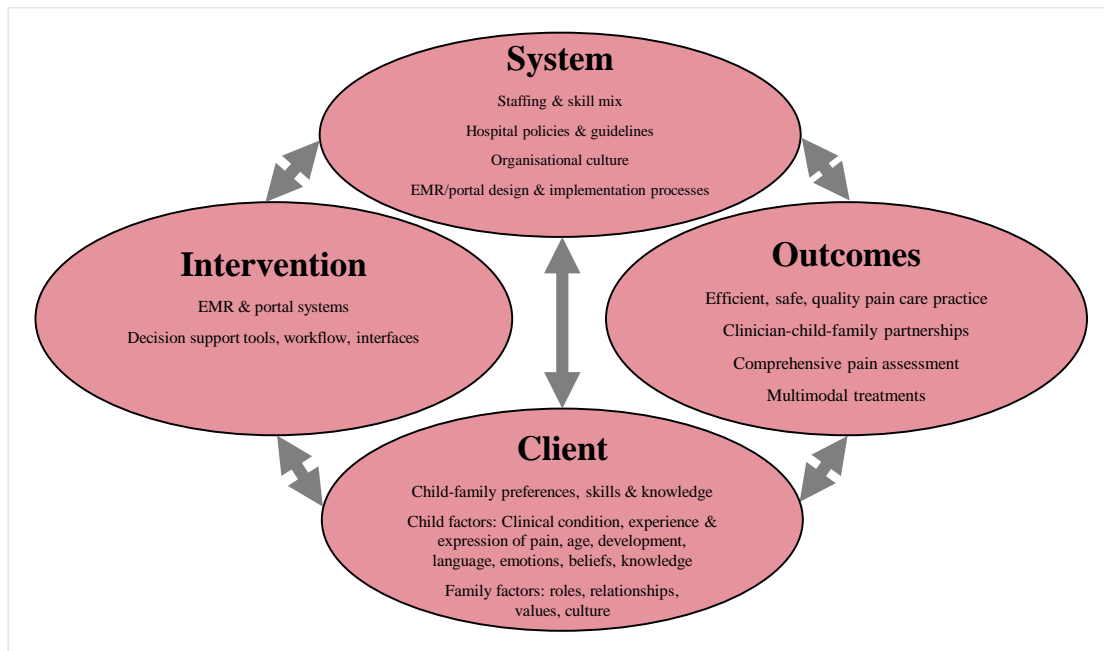 System
Staffing & skill mix
Hospital policies & guidelines
Organisational culture
EMR/portal design & implementation processes
Intervention
EMR & portal systems
Decision support tools, workflow, interfaces
Outcomes
Efficient, safe, quality pain care practice
Clinician-child-family partnerships
Comprehensive pain assessment
Multimodal treatments
Client
Child-family preferences, skills & knowledge
Child factors: Clinical condition, experience &
expression of pain, age, development,
language, emotions, beliefs, knowledge
Family factors: roles, relationships,
values, culture